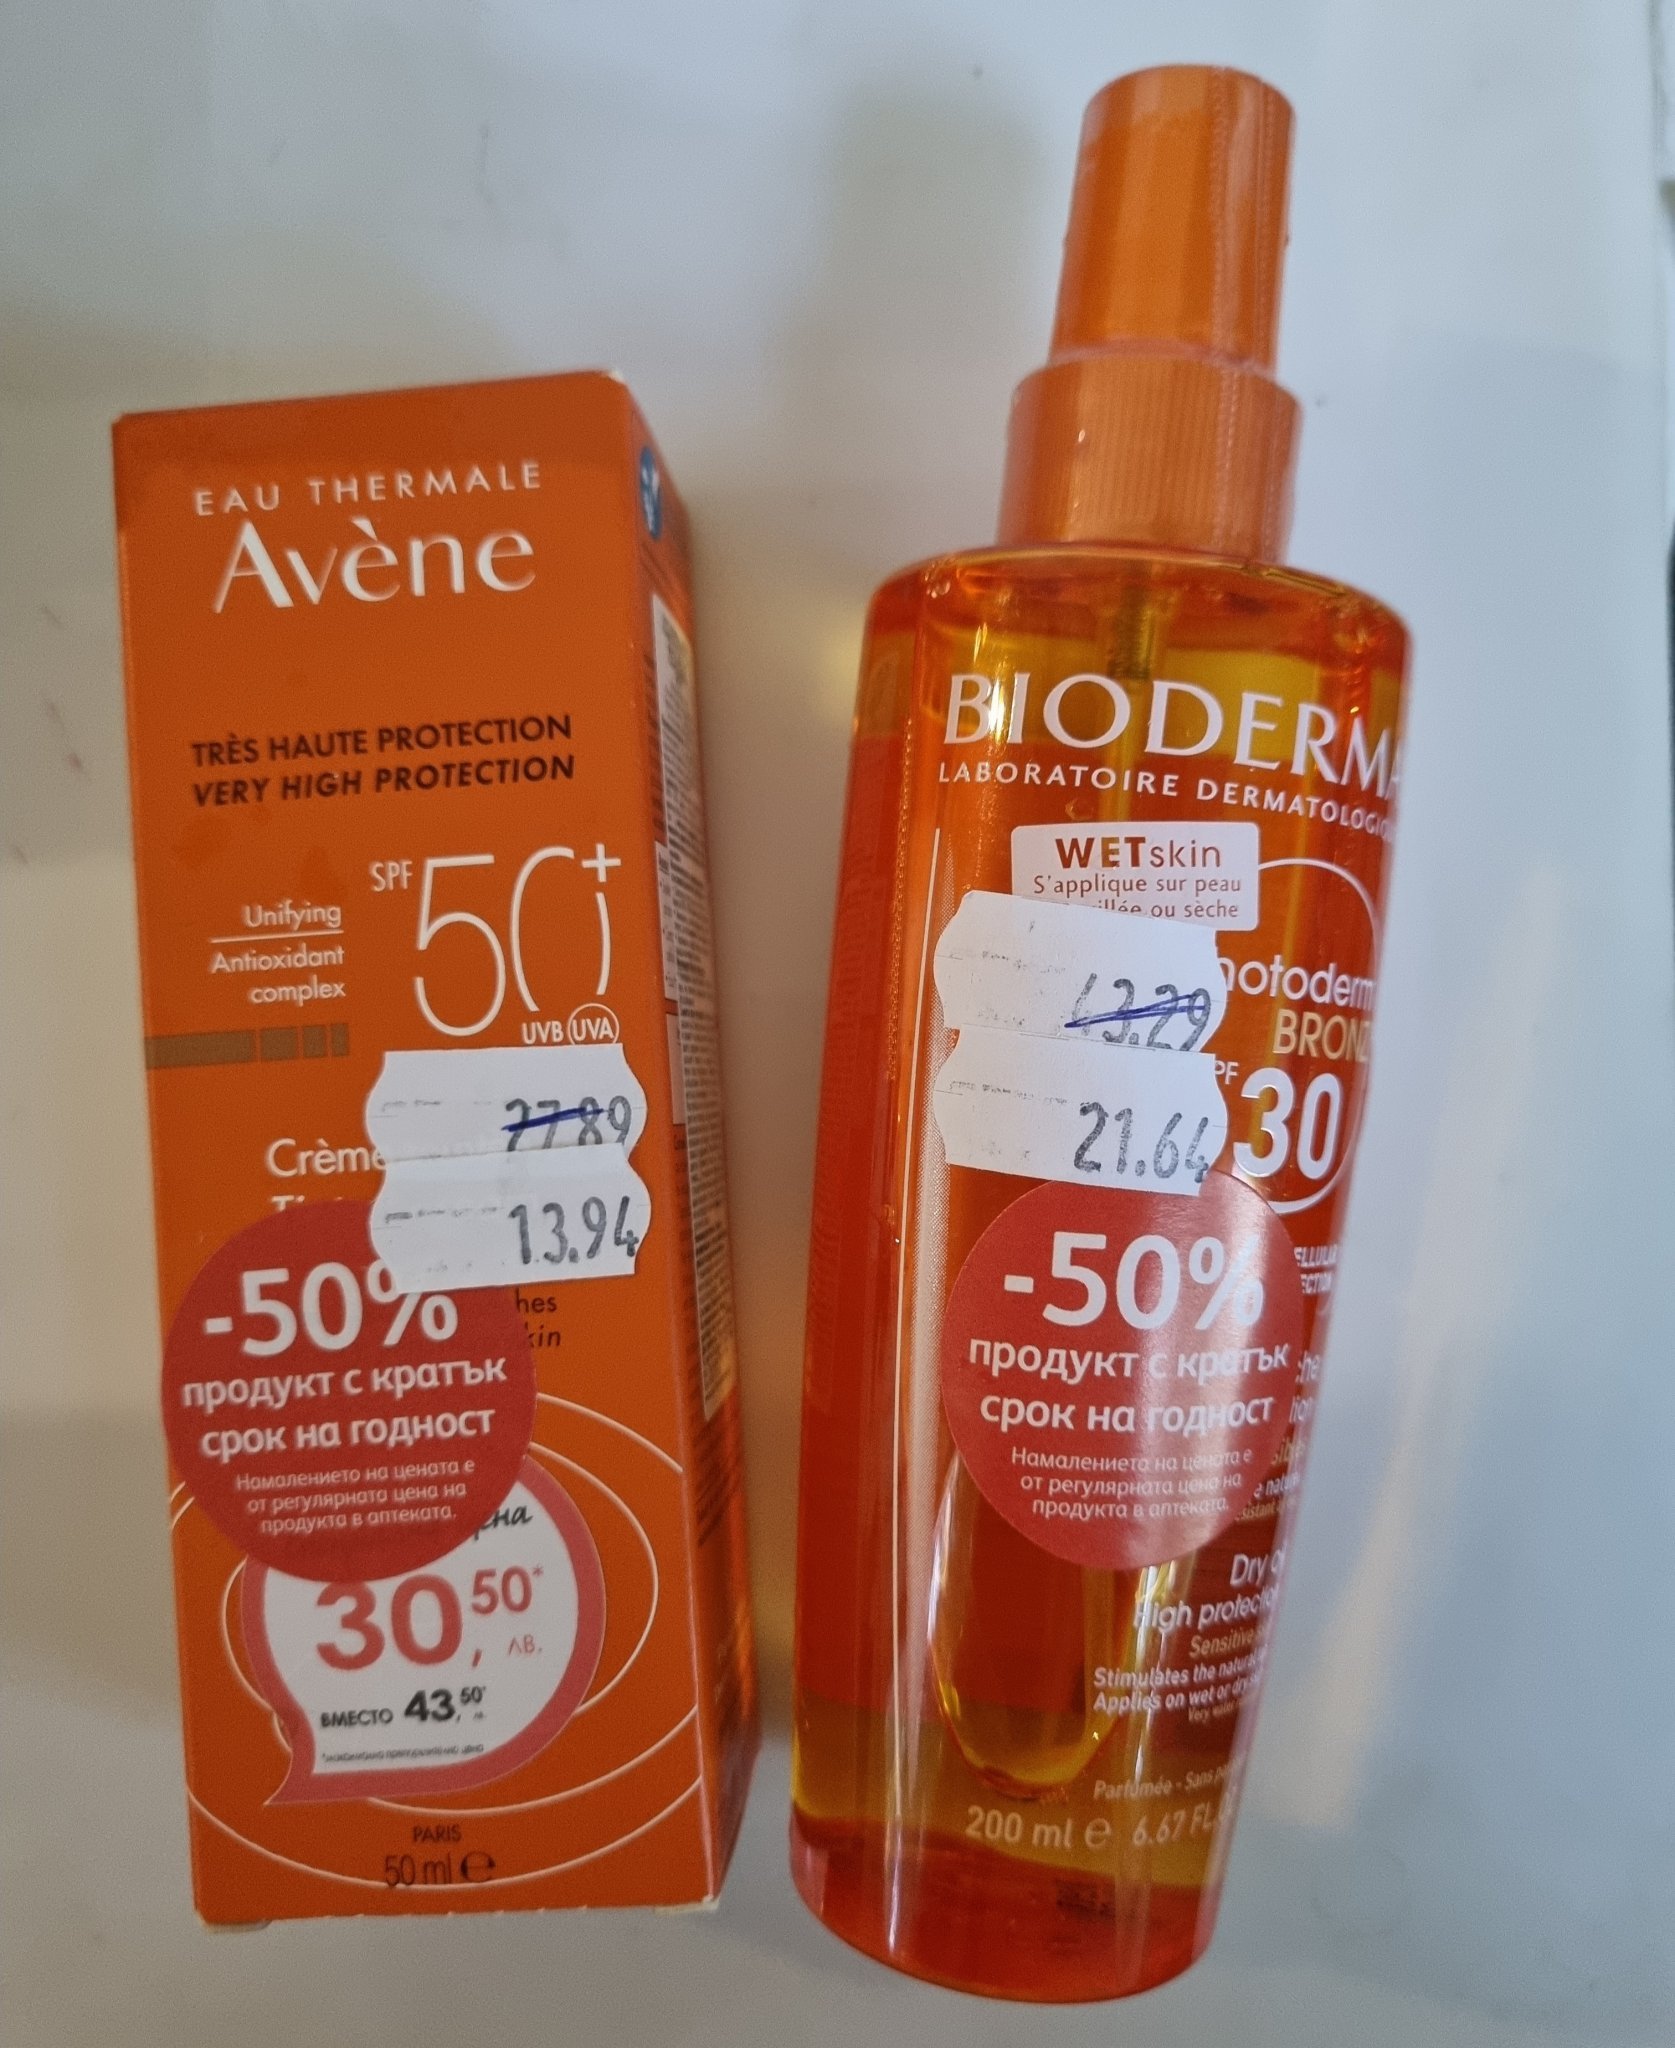 EAU THERMALE
Avène
TRÈS HAUTE PROTECTION
VERY HIGH PROTECTION
SPF 50+
Unifying
Antioxidant
complex
UVB UVA
27.89
Crème
13.94
-50%
продукт с кратък
срок на годност
Намалението на цената е
от регулярната цена на
продукта в аптеката.
30,50*
лв.
ВМЕСТО 43,50*
PARIS
50 ml e
BIODERMA
LABORATOIRE DERMATOLOGIQ
WETskin
S'applique sur peau
ou sèche
43.29
otoderm
BRONZ
21.64
30
-50%
продукт с кратък
срок на годност
Намалението на цената е
от регулярната цена на
продукта в аптеката.
Dry
High protection
Sensitive
Stimulates the natural
Applies on wet or dry
Parfumée - Sans
200 ml e 6.67 FL.